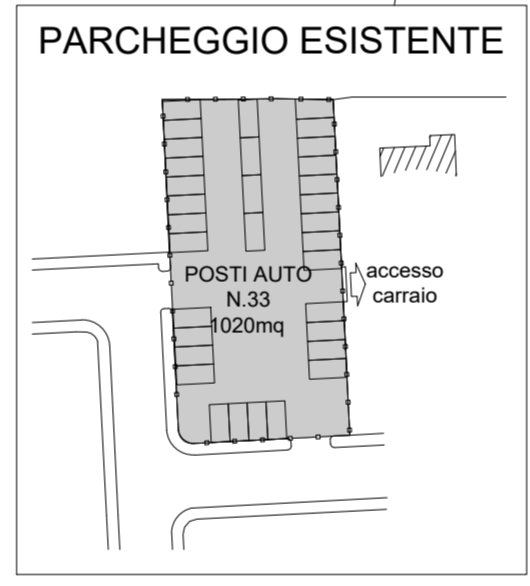 PARCHEGGIO ESISTENTE
POSTI AUTO
N.33
1020mq
accesso
carraio